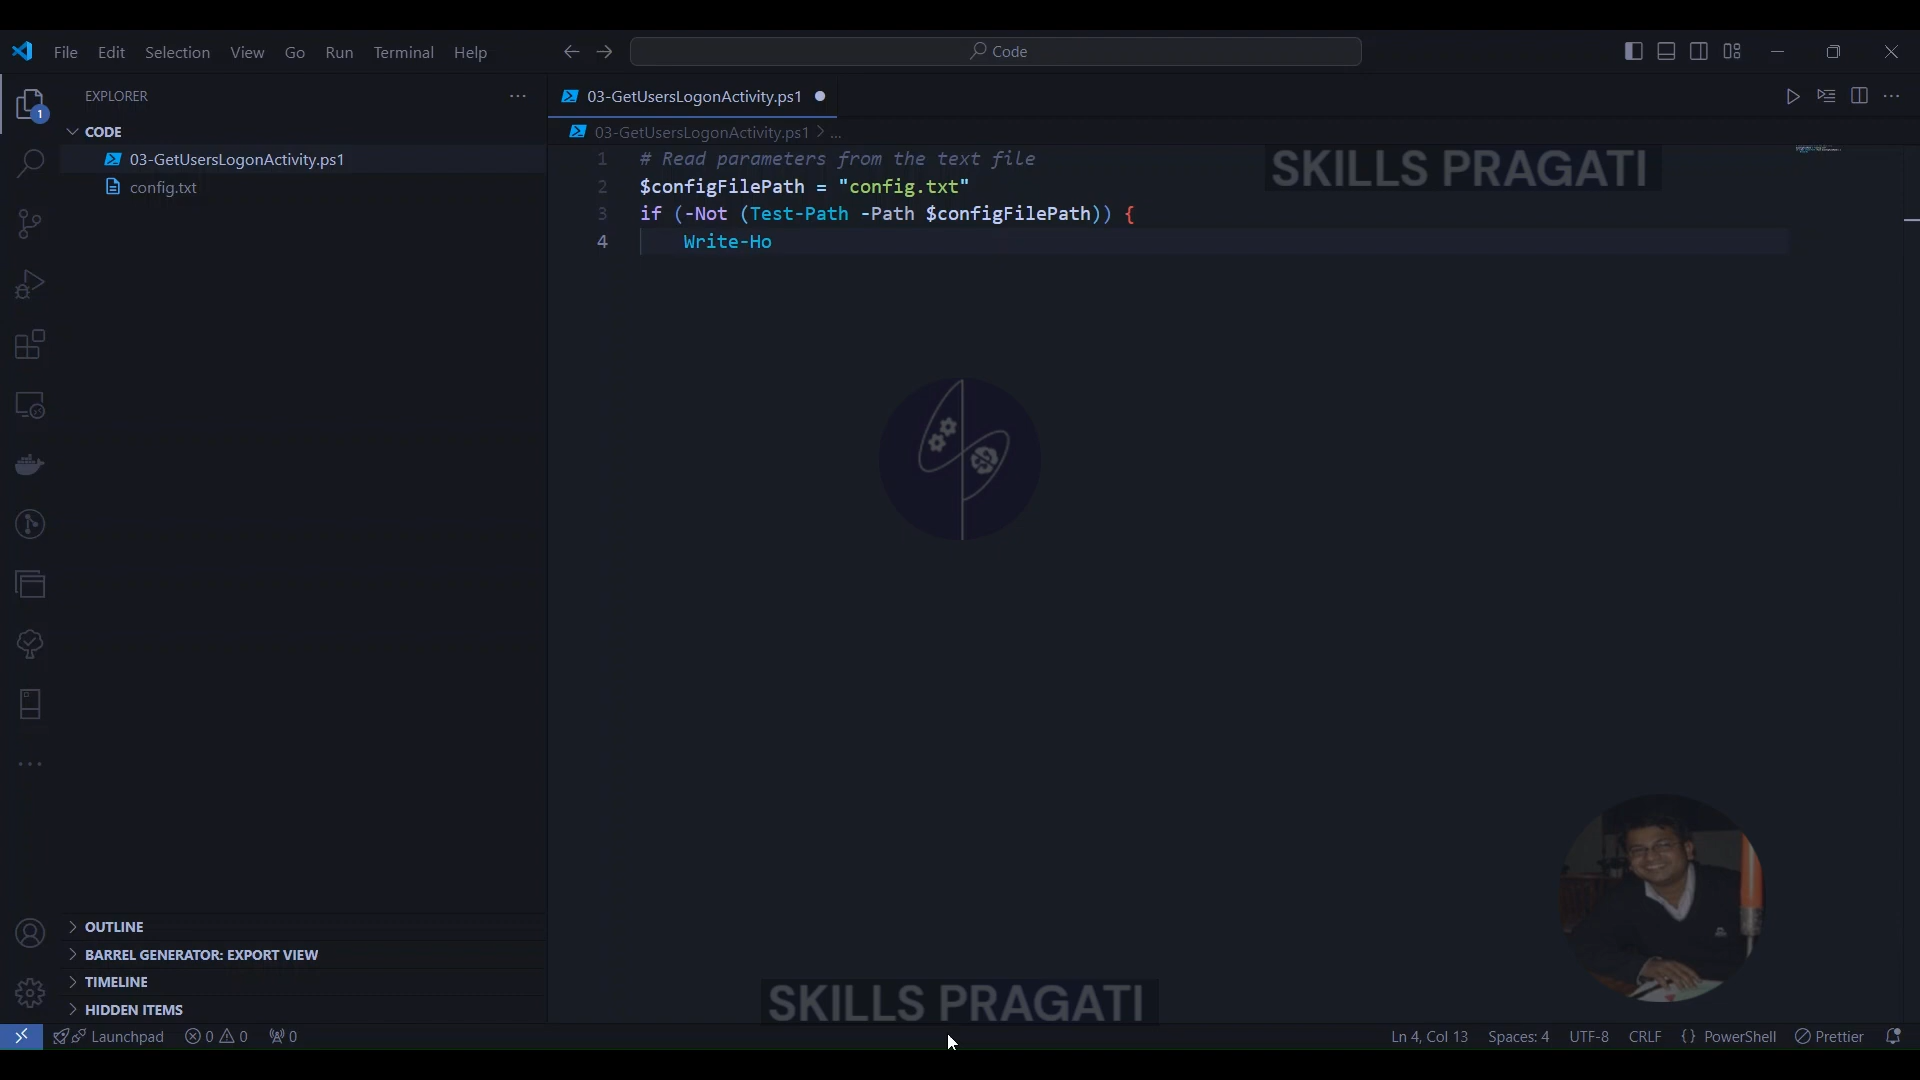 File Edit Selection View Go Run Terminal Help
Code
EXPLORER
CODE
03-GetUsersLogonActivity.ps1
config.txt
OUTLINE
BARREL GENERATOR: EXPORT VIEW
TIMELINE
HIDDEN ITEMS
1
03-GetUsersLogonActivity.ps1
03-GetUsersLogonActivity.ps1 > ...
1 # Read parameters from the text file
2 $configFilePath = "config.txt"
3 if (-Not (Test-Path -Path $configFilePath)) {
4 Write-Ho
SKILLS PRAGATI
SKILLS PRAGATI
Launchpad 0 0 0 Ln 4, Col 13 Spaces: 4 UTF-8 CRLF {} PowerShell Prettier